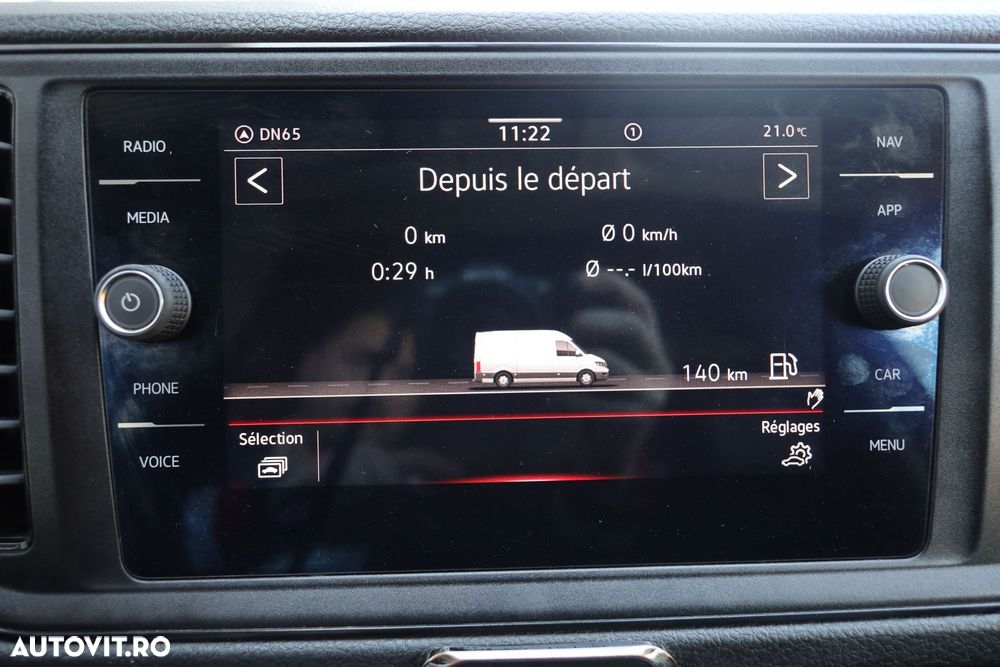 RADIO
MEDIA
PHONE
VOICE
DN65
11:22
1
21.0°C
<
Depuis le départ
>
0 km
Ø 0 km/h
0:29 h
Ø --.- l/100km
140 km
Sélection
Réglages
NAV
APP
CAR
MENU
AUTOVIT.RO